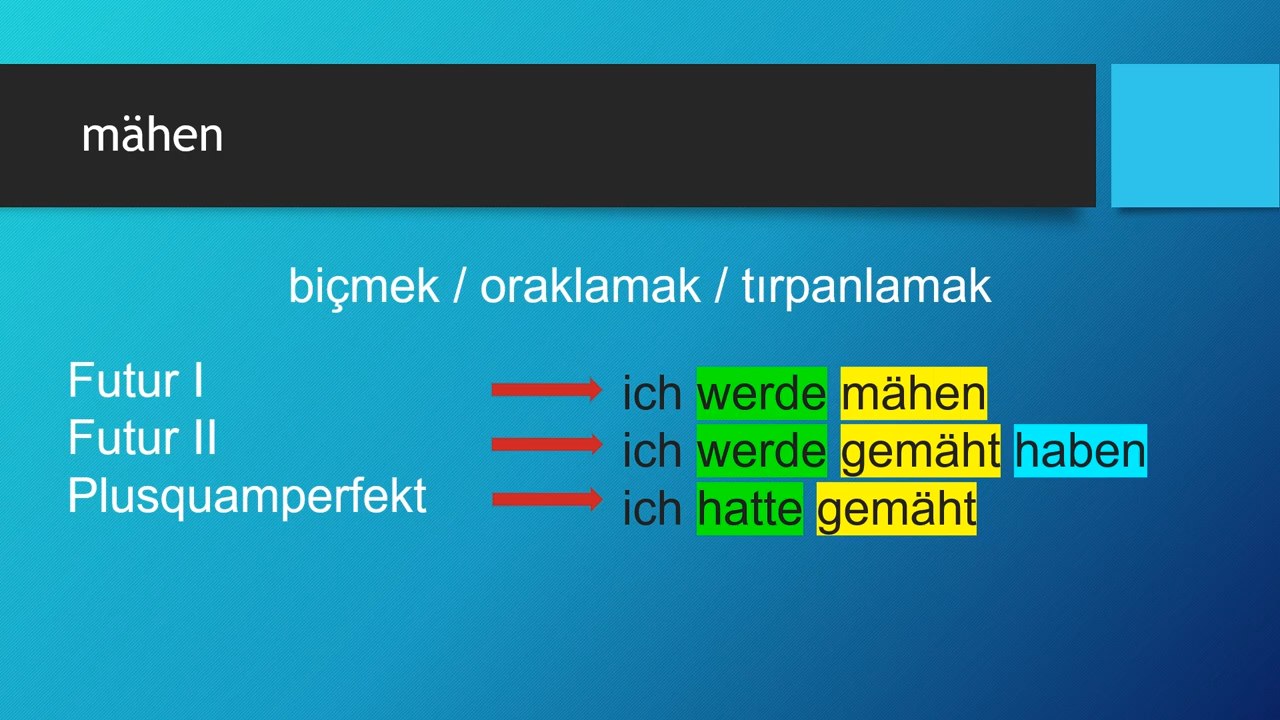 mähen
biçmek / oraklamak / tırpanlamak
Futur I
ich werde mähen
Futur II
ich werde gemäht haben
Plusquamperfekt
ich hatte gemäht